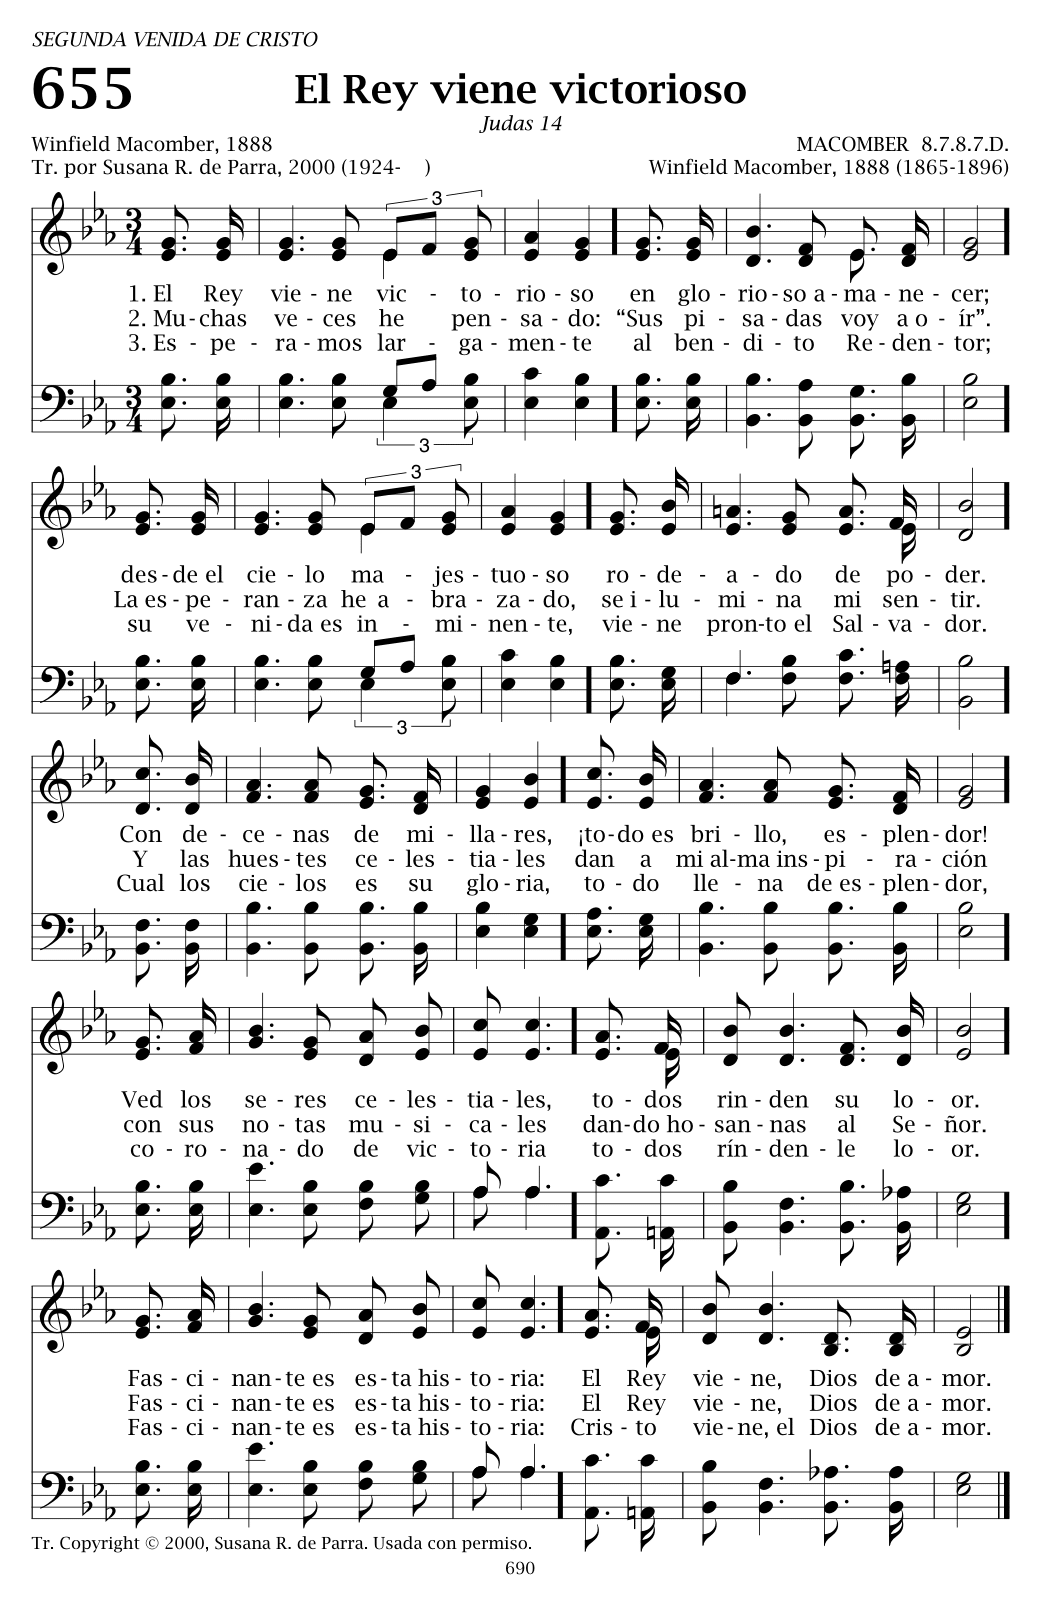 SEGUNDA VENIDA DE CRISTO
655
El Rey viene victorioso
Judas 14
Winfield Macomber, 1888
MACOMBER 8.7.8.7.D.
Tr. por Susana R. de Parra, 2000 (1924- )
Winfield Macomber, 1888 (1865-1896)
3
1. El Rey vie - ne vic - to - rio - so en glo - rio - so a - ma - ne - cer;
2. Mu - chas ve - ces he pen - sa - do: “Sus pi - sa - das voy a o - ír”.
3. Es - pe - ra - mos lar - ga - men - te al ben - di - to Re - den - tor;
3
3
des - de el cie - lo ma - jes - tuo - so ro - de - a - do de po - der.
La es - pe - ran - za he a - bra - za - do, se i - lu - mi - na mi sen - tir.
su ve - ni - da es in - mi - nen - te, vie - ne pron - to el Sal - va - dor.
3
Con de - ce - nas de mi - lla - res, ¡to - do es bri - llo, es - plen - dor!
Y las hues - tes ce - les - tia - les dan a mi al - ma ins - pi - ra - ción
Cual los cie - los es su glo - ria, to - do lle - na de es - plen - dor,
Ved los se - res ce - les - tia - les, to - dos rin - den su lo - or.
con sus no - tas mu - si - ca - les dan - do ho - san - nas al Se - ñor.
co - ro - na - do de vic - to - ria to - dos rín - den - le lo - or.
Fas - ci - nan - te es es - ta his - to - ria: El Rey vie - ne, Dios de a - mor.
Fas - ci - nan - te es es - ta his - to - ria: El Rey vie - ne, Dios de a - mor.
Fas - ci - nan - te es es - ta his - to - ria: Cris - to vie - ne, el Dios de a - mor.
Tr. Copyright © 2000, Susana R. de Parra. Usada con permiso.
690